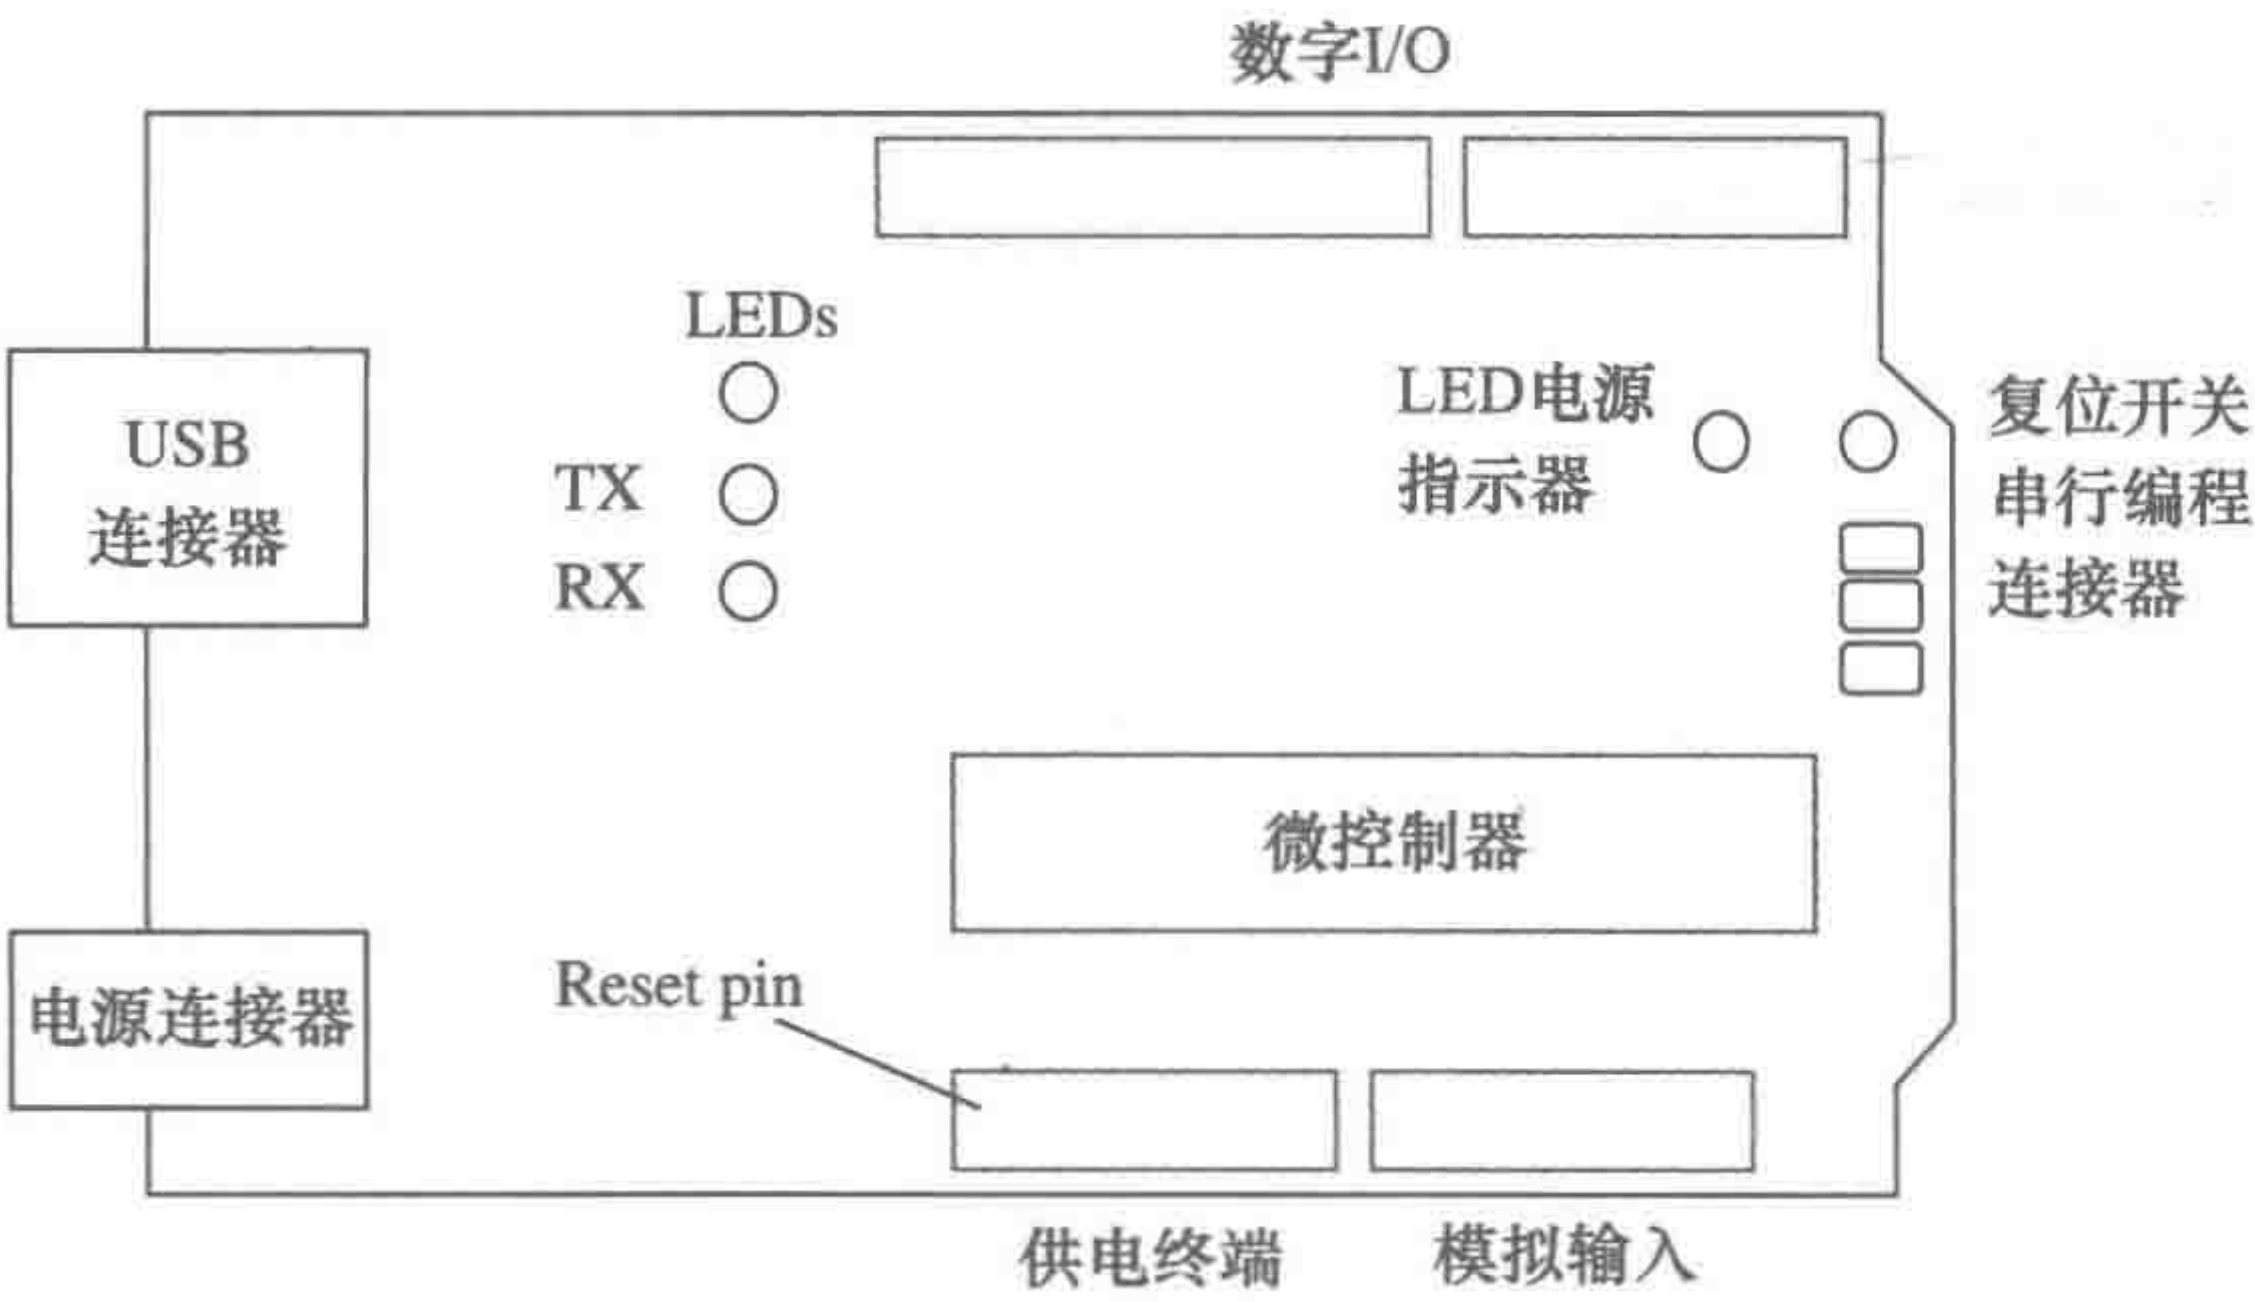 数字I/O
LEDs
USB
连接器
TX
RX
LED电源
指示器
复位开关
串行编程
连接器
微控制器
电源连接器
Reset pin
供电终端
模拟输入